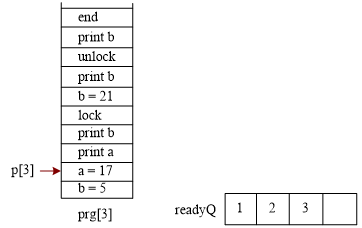 end
print b
unlock
print b
b = 21
lock
print b
print a
p[3]
a = 17
b = 5
prg[3]
readyQ
1 2 3